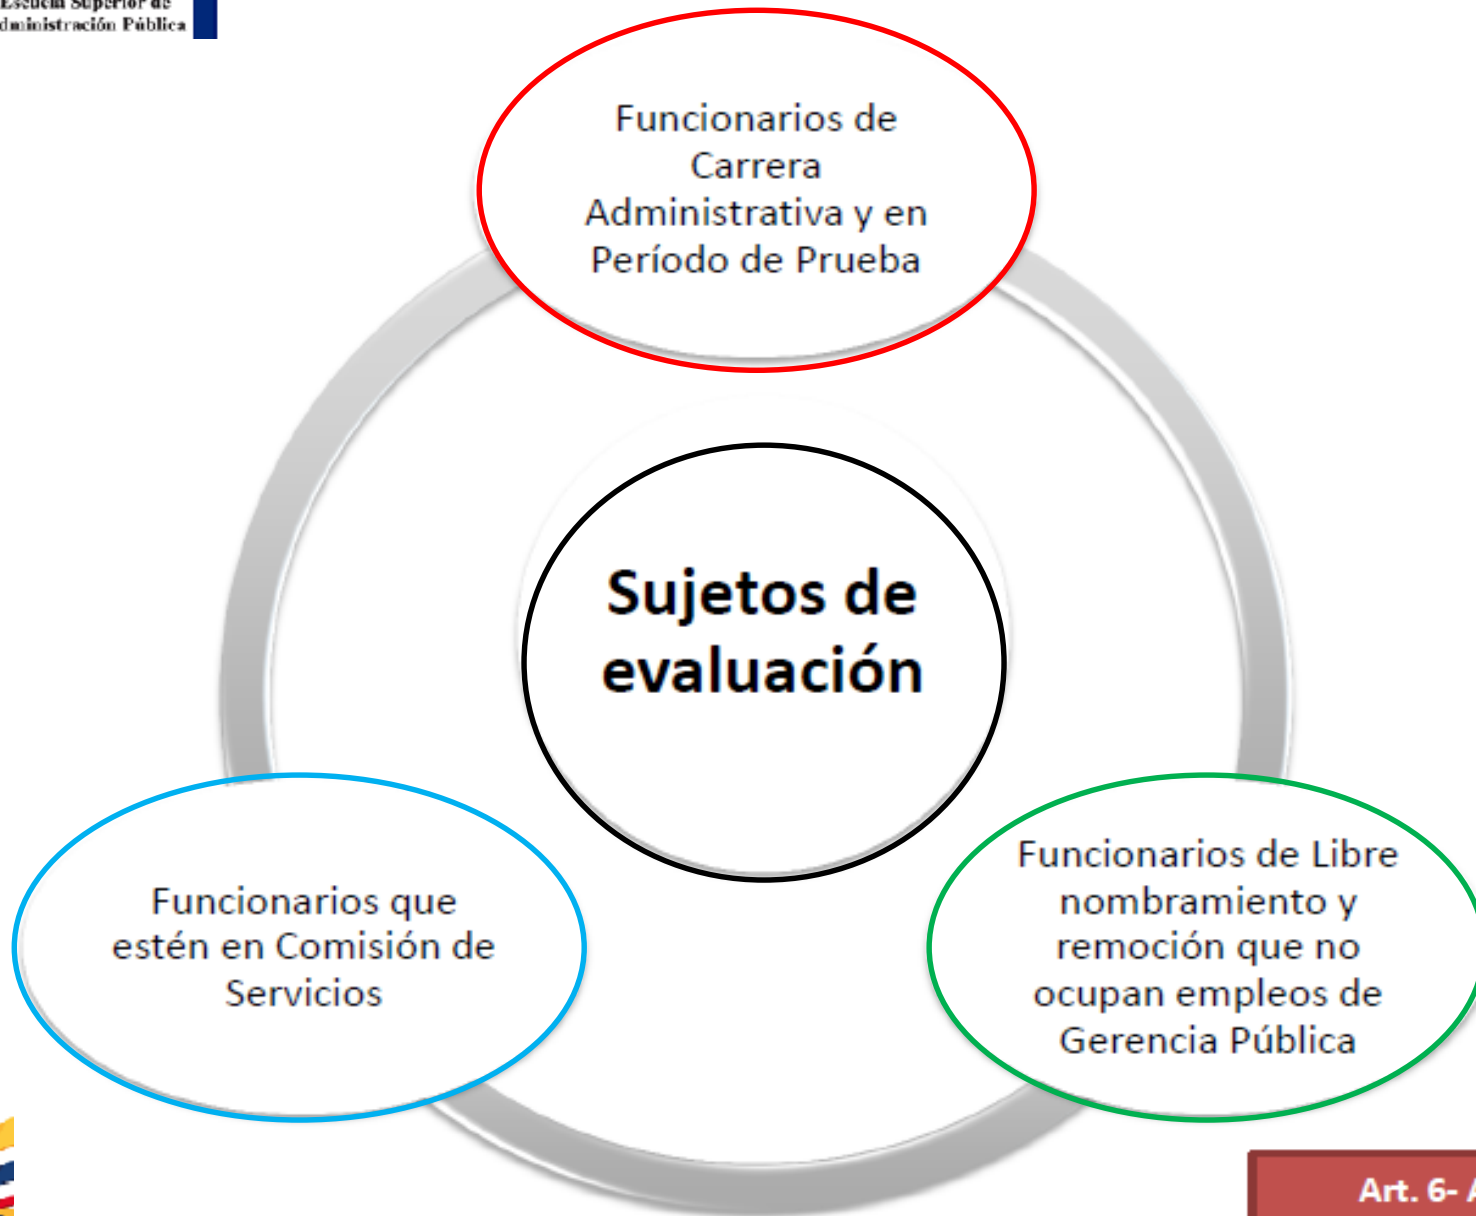 Escuela Superior de
dministración Pública
Funcionarios de
Carrera
Administrativa y en
Período de Prueba
Sujetos de
evaluación
Funcionarios que
estén en Comisión de
Servicios
Funcionarios de Libre
nombramiento y
remoción que no
ocupan empleos de
Gerencia Pública
Art. 6- A